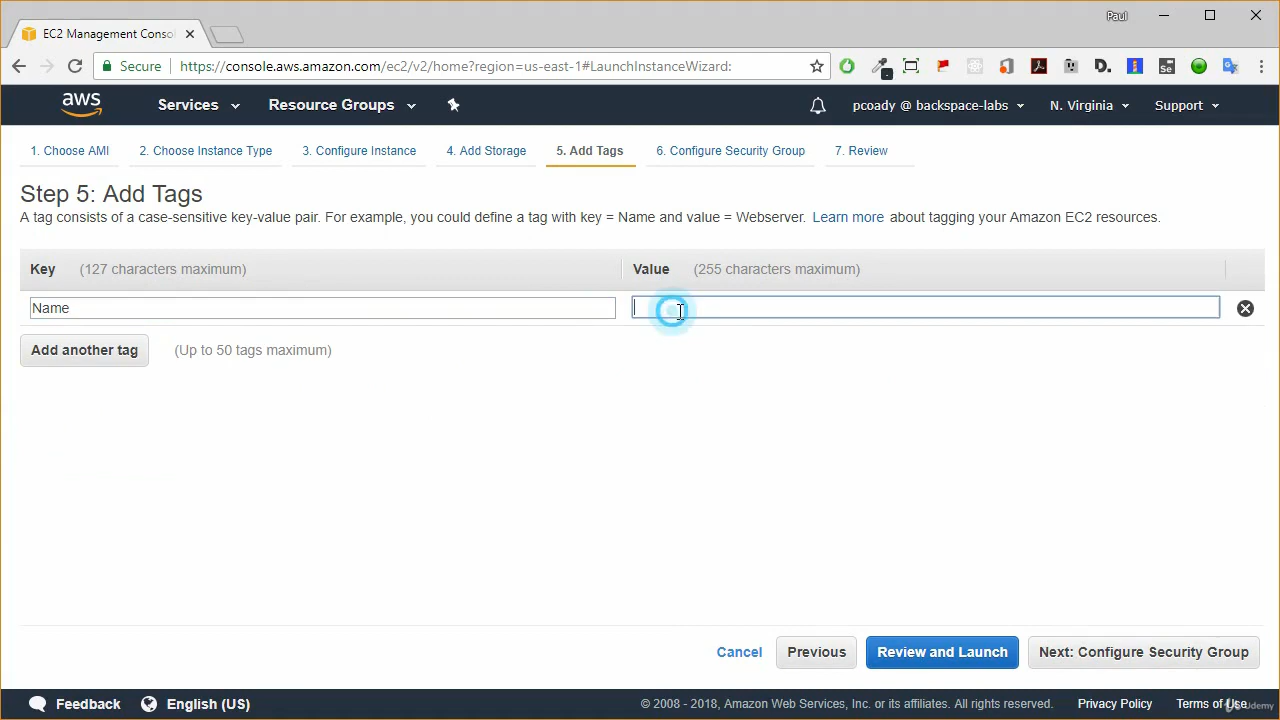 Paul
EC2 Management Consol
Secure https://console.aws.amazon.com/ec2/v2/home?region=us-east-1#LaunchInstanceWizard:
aws Services Resource Groups pcoady @ backspace-labs N. Virginia Support
1. Choose AMI 2. Choose Instance Type 3. Configure Instance 4. Add Storage 5. Add Tags 6. Configure Security Group 7. Review
Step 5: Add Tags
A tag consists of a case-sensitive key-value pair. For example, you could define a tag with key = Name and value = Webserver. Learn more about tagging your Amazon EC2 resources.
Key (127 characters maximum) Value (255 characters maximum)
Name
Add another tag (Up to 50 tags maximum)
Cancel Previous Review and Launch Next: Configure Security Group
Feedback English (US) © 2008 - 2018, Amazon Web Services, Inc. or its affiliates. All rights reserved. Privacy Policy Terms of Use
Udemy